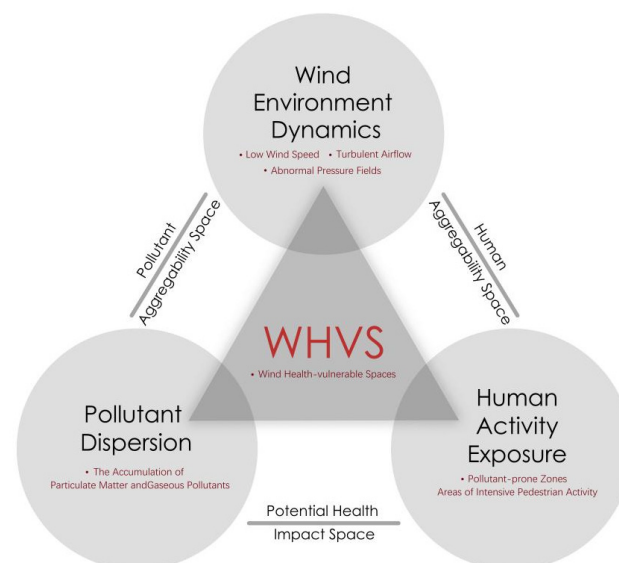 Wind
Environment
Dynamics
• Low Wind Speed • Turbulent Airflow
• Abnormal Pressure Fields
Pollutant
Aggregability Space
Human
Aggregability Space
WHVS
• Wind Health-vulnerable Spaces
Pollutant
Dispersion
• The Accumulation of
Particulate Matter andGaseous Pollutants
Human
Activity
Exposure
• Pollutant-prone Zones
Areas of Intensive Pedestrian Activity
Potential Health
Impact Space